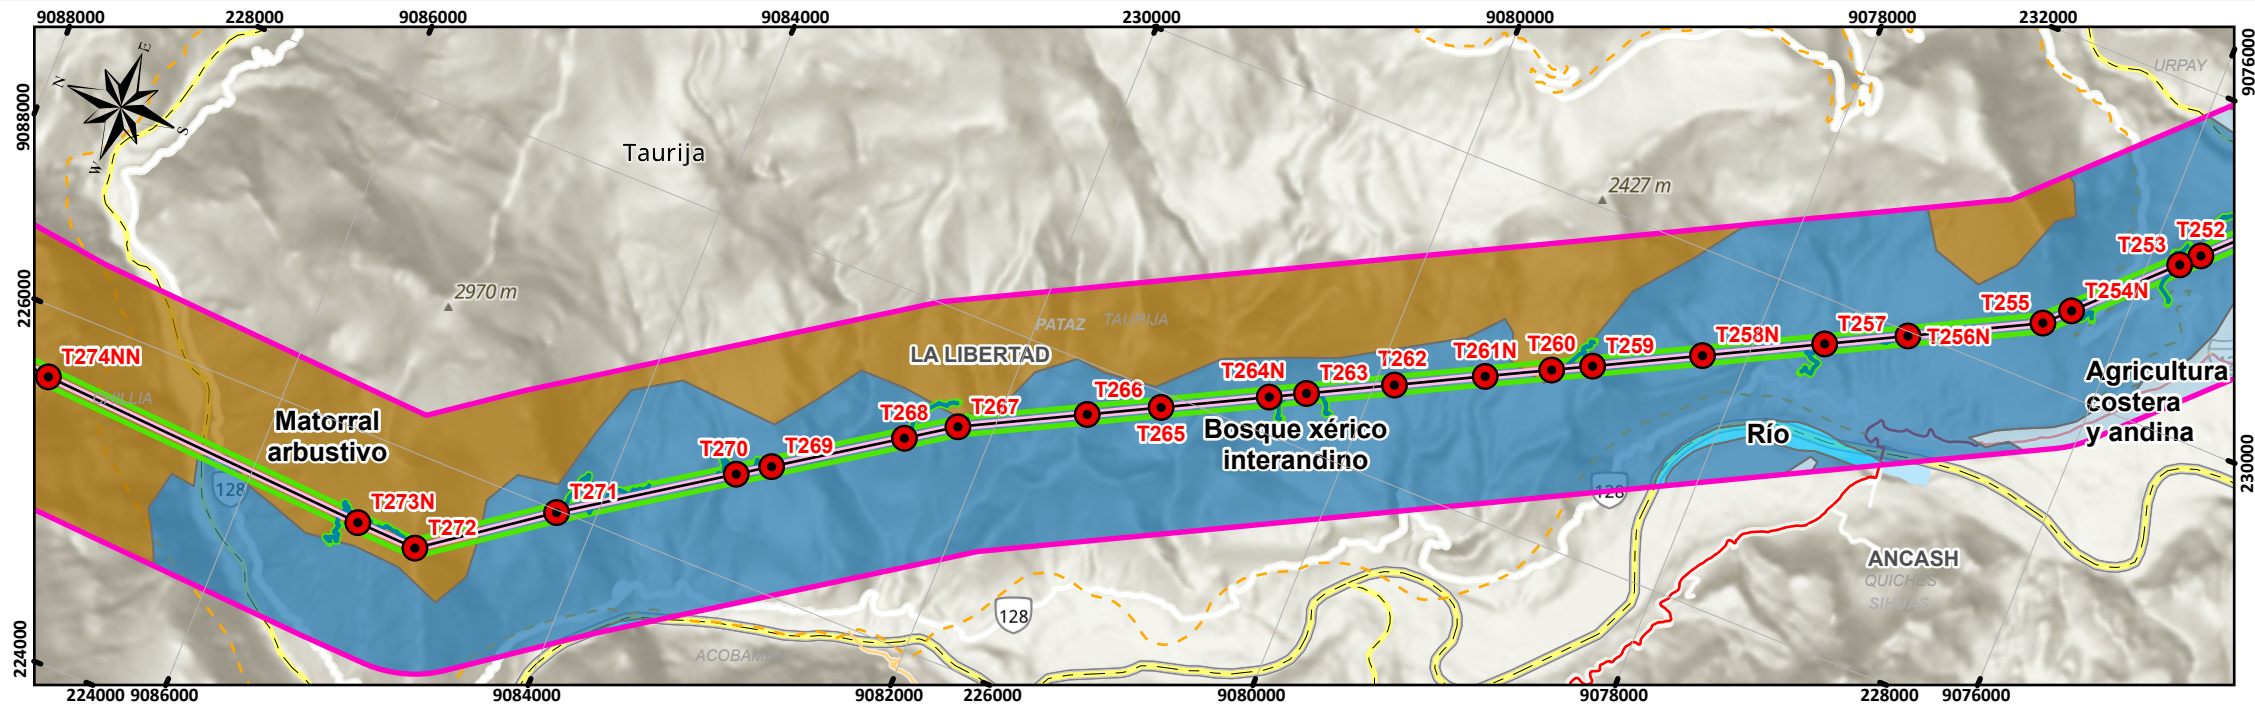 9088000 228000 9086000 9084000 230000 9080000 9078000 232000
9076000
9088000
226000
224000
230000
E
N
S
W
URPAY
Taurija
2427 m
2970 m
T252
T253
T254N
T255
PATAZ TAURIJA
LA LIBERTAD
T274NN
T256N
T257
T258N
T259
T260
T261N
T262
T263
T264N
T265
T266
T267
T268
T269
T270
T271
T272
T273N
Matorral
arbustivo
Bosque xérico
interandino
Río
Agricultura
costera
y andina
128
128
128
ANCASH
QUICHES
SIHUAS
224000 9086000 9084000 9082000 226000 9080000 9078000 228000 9076000